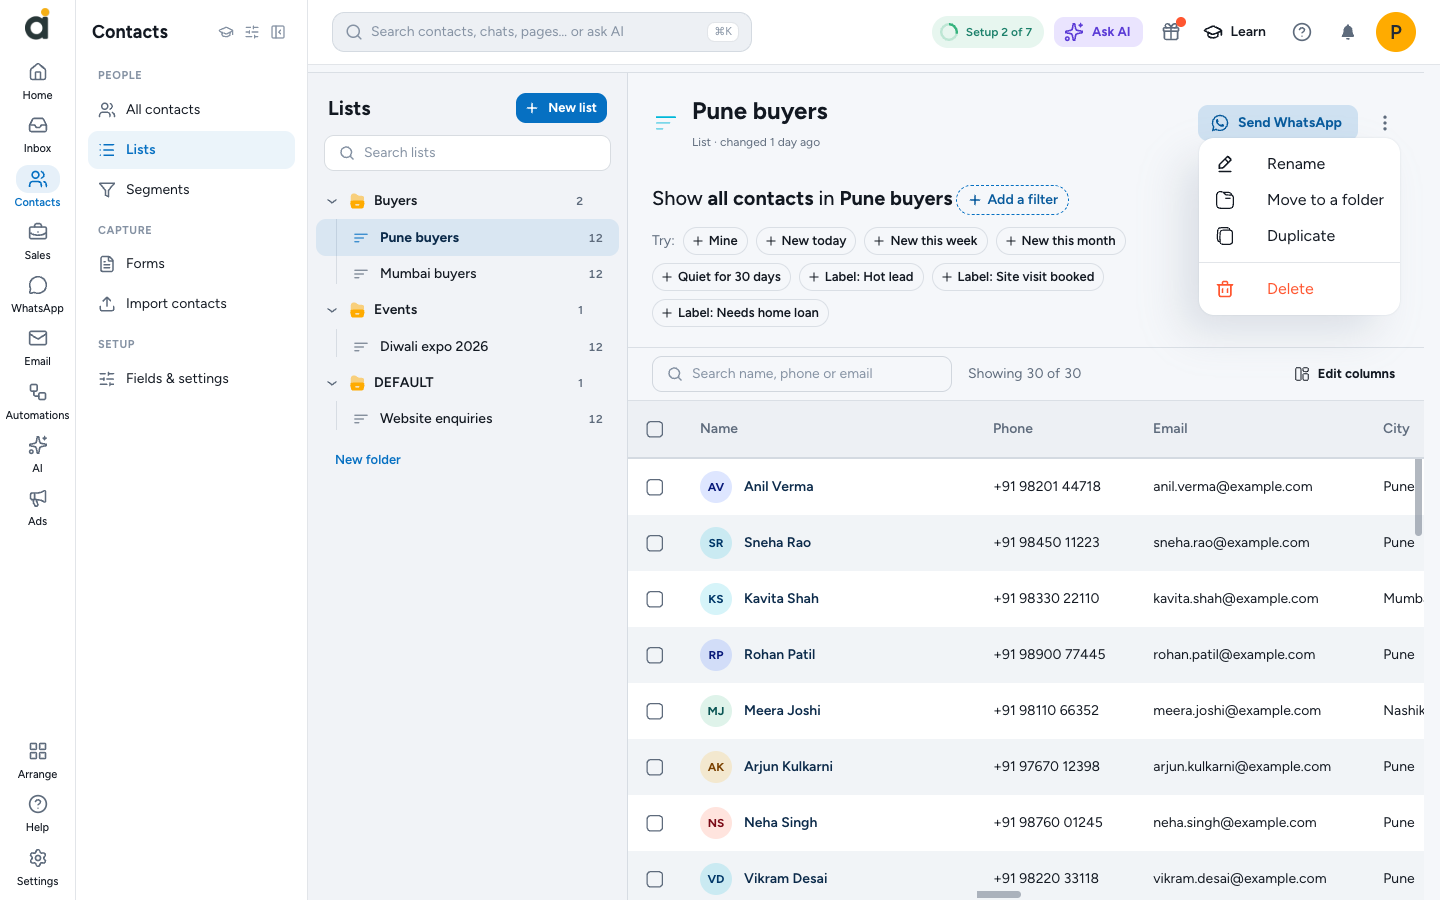 Contacts
Search contacts, chats, pages... or ask AI
⌘K
Setup 2 of 7
Ask AI
Learn
P
Home
Inbox
Contacts
Sales
WhatsApp
Email
Automations
AI
Ads
Arrange
Help
Settings
PEOPLE
All contacts
Lists
Segments
CAPTURE
Forms
Import contacts
SETUP
Fields & settings
Lists
New list
Search lists
Buyers 2
Pune buyers 12
Mumbai buyers 12
Events 1
Diwali expo 2026 12
DEFAULT 1
Website enquiries 12
New folder
Pune buyers
List · changed 1 day ago
Send WhatsApp
Rename
Move to a folder
Duplicate
Delete
Show all contacts in Pune buyers + Add a filter
Try: + Mine + New today + New this week + New this month
+ Quiet for 30 days + Label: Hot lead + Label: Site visit booked
+ Label: Needs home loan
Search name, phone or email
Showing 30 of 30
Edit columns
Name Phone Email City
AV Anil Verma +91 98201 44718 anil.verma@example.com Pune
SR Sneha Rao +91 98450 11223 sneha.rao@example.com Pune
KS Kavita Shah +91 98330 22110 kavita.shah@example.com Mumb
RP Rohan Patil +91 98900 77445 rohan.patil@example.com Pune
MJ Meera Joshi +91 98110 66352 meera.joshi@example.com Nashik
AK Arjun Kulkarni +91 97670 12398 arjun.kulkarni@example.com Pune
NS Neha Singh +91 98760 01245 neha.singh@example.com Pune
VD Vikram Desai +91 98220 33118 vikram.desai@example.com Pune